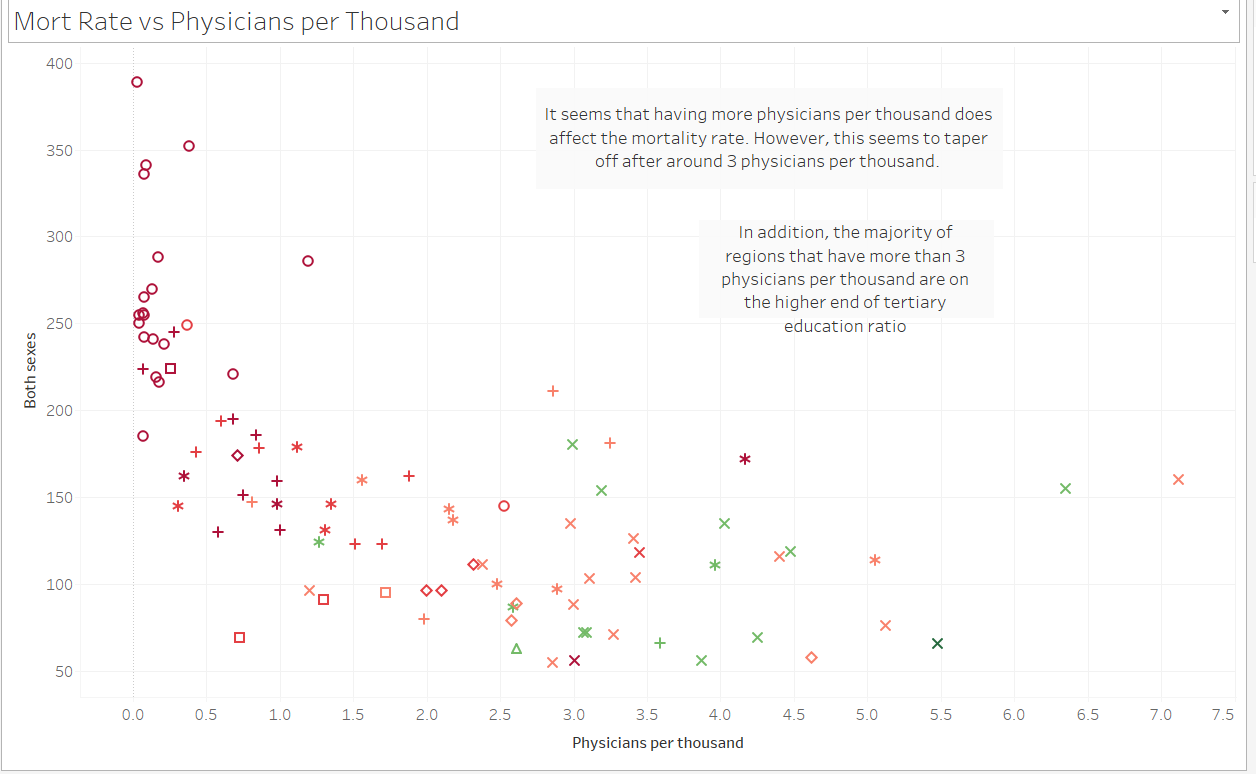 Mort Rate vs Physicians per Thousand
400
It seems that having more physicians per thousand does
affect the mortality rate. However, this seems to taper
off after around 3 physicians per thousand.
350
300
In addition, the majority of
regions that have more than 3
physicians per thousand are on
the higher end of tertiary
education ratio
250
Both sexes
200
150
100
50
0.0 0.5 1.0 1.5 2.0 2.5 3.0 3.5 4.0 4.5 5.0 5.5 6.0 6.5 7.0 7.5
Physicians per thousand